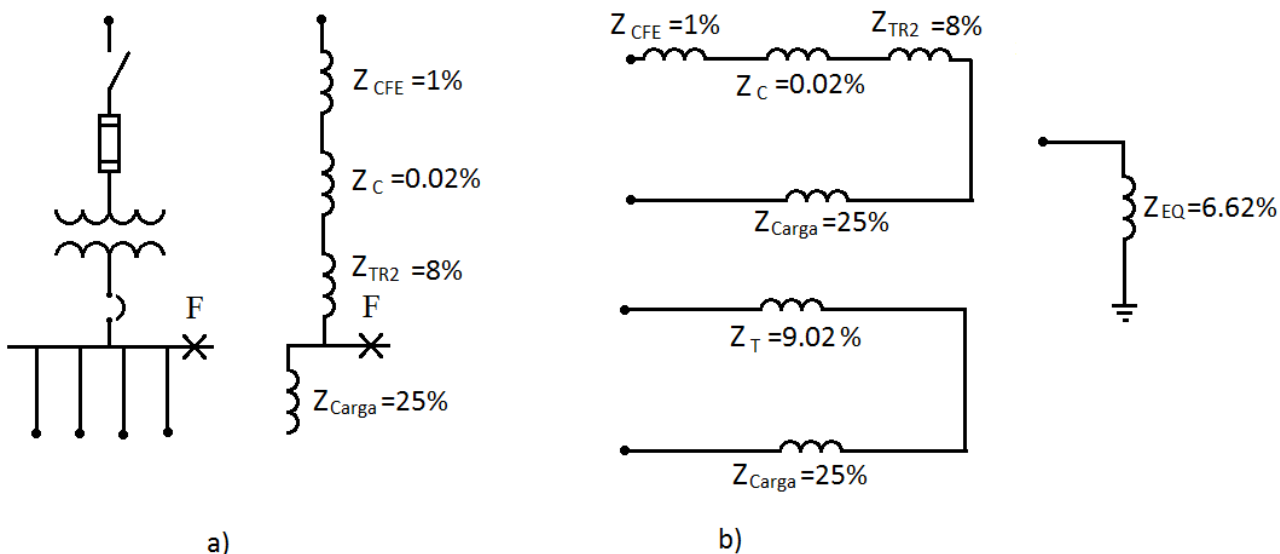 Z CFE =1%
Z C =0.02%
Z TR2 =8%
F
F
Z Carga =25%
a)
Z CFE =1%
Z TR2 =8%
Z C =0.02%
Z Carga =25%
Z EQ =6.62%
Z T =9.02%
Z Carga =25%
b)